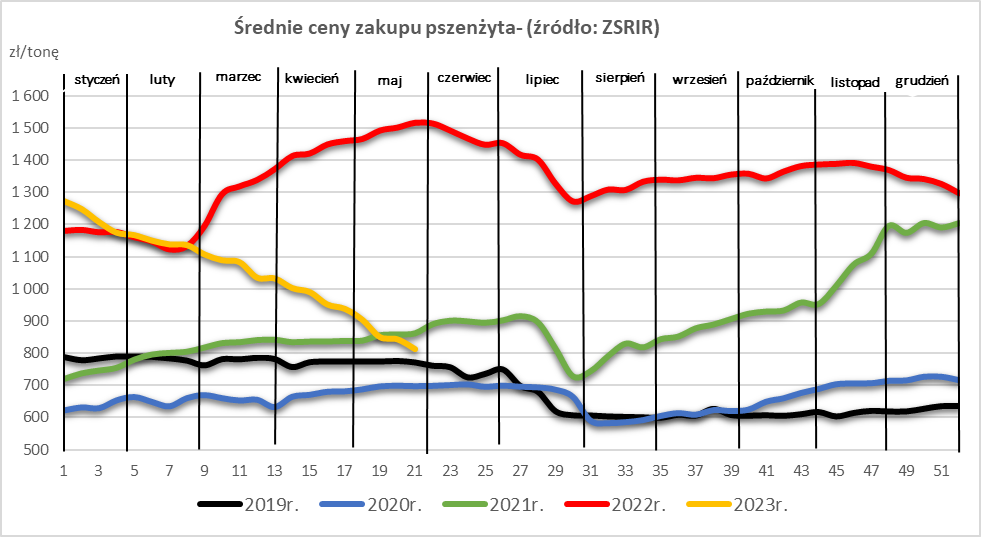 Średnie ceny zakupu pszenżyta- (źródło: ZSRIR)
zł/tonę
styczeń luty marzec kwiecień maj czerwiec lipiec sierpień wrzesień październik listopad grudzień
1 600
1 500
1 400
1 300
1 200
1 100
1 000
900
800
700
600
500
1 3 5 7 9 11 13 15 17 19 21 23 25 27 29 31 33 35 37 39 41 43 45 47 49 51
2019r. 2020r. 2021r. 2022r. 2023r.